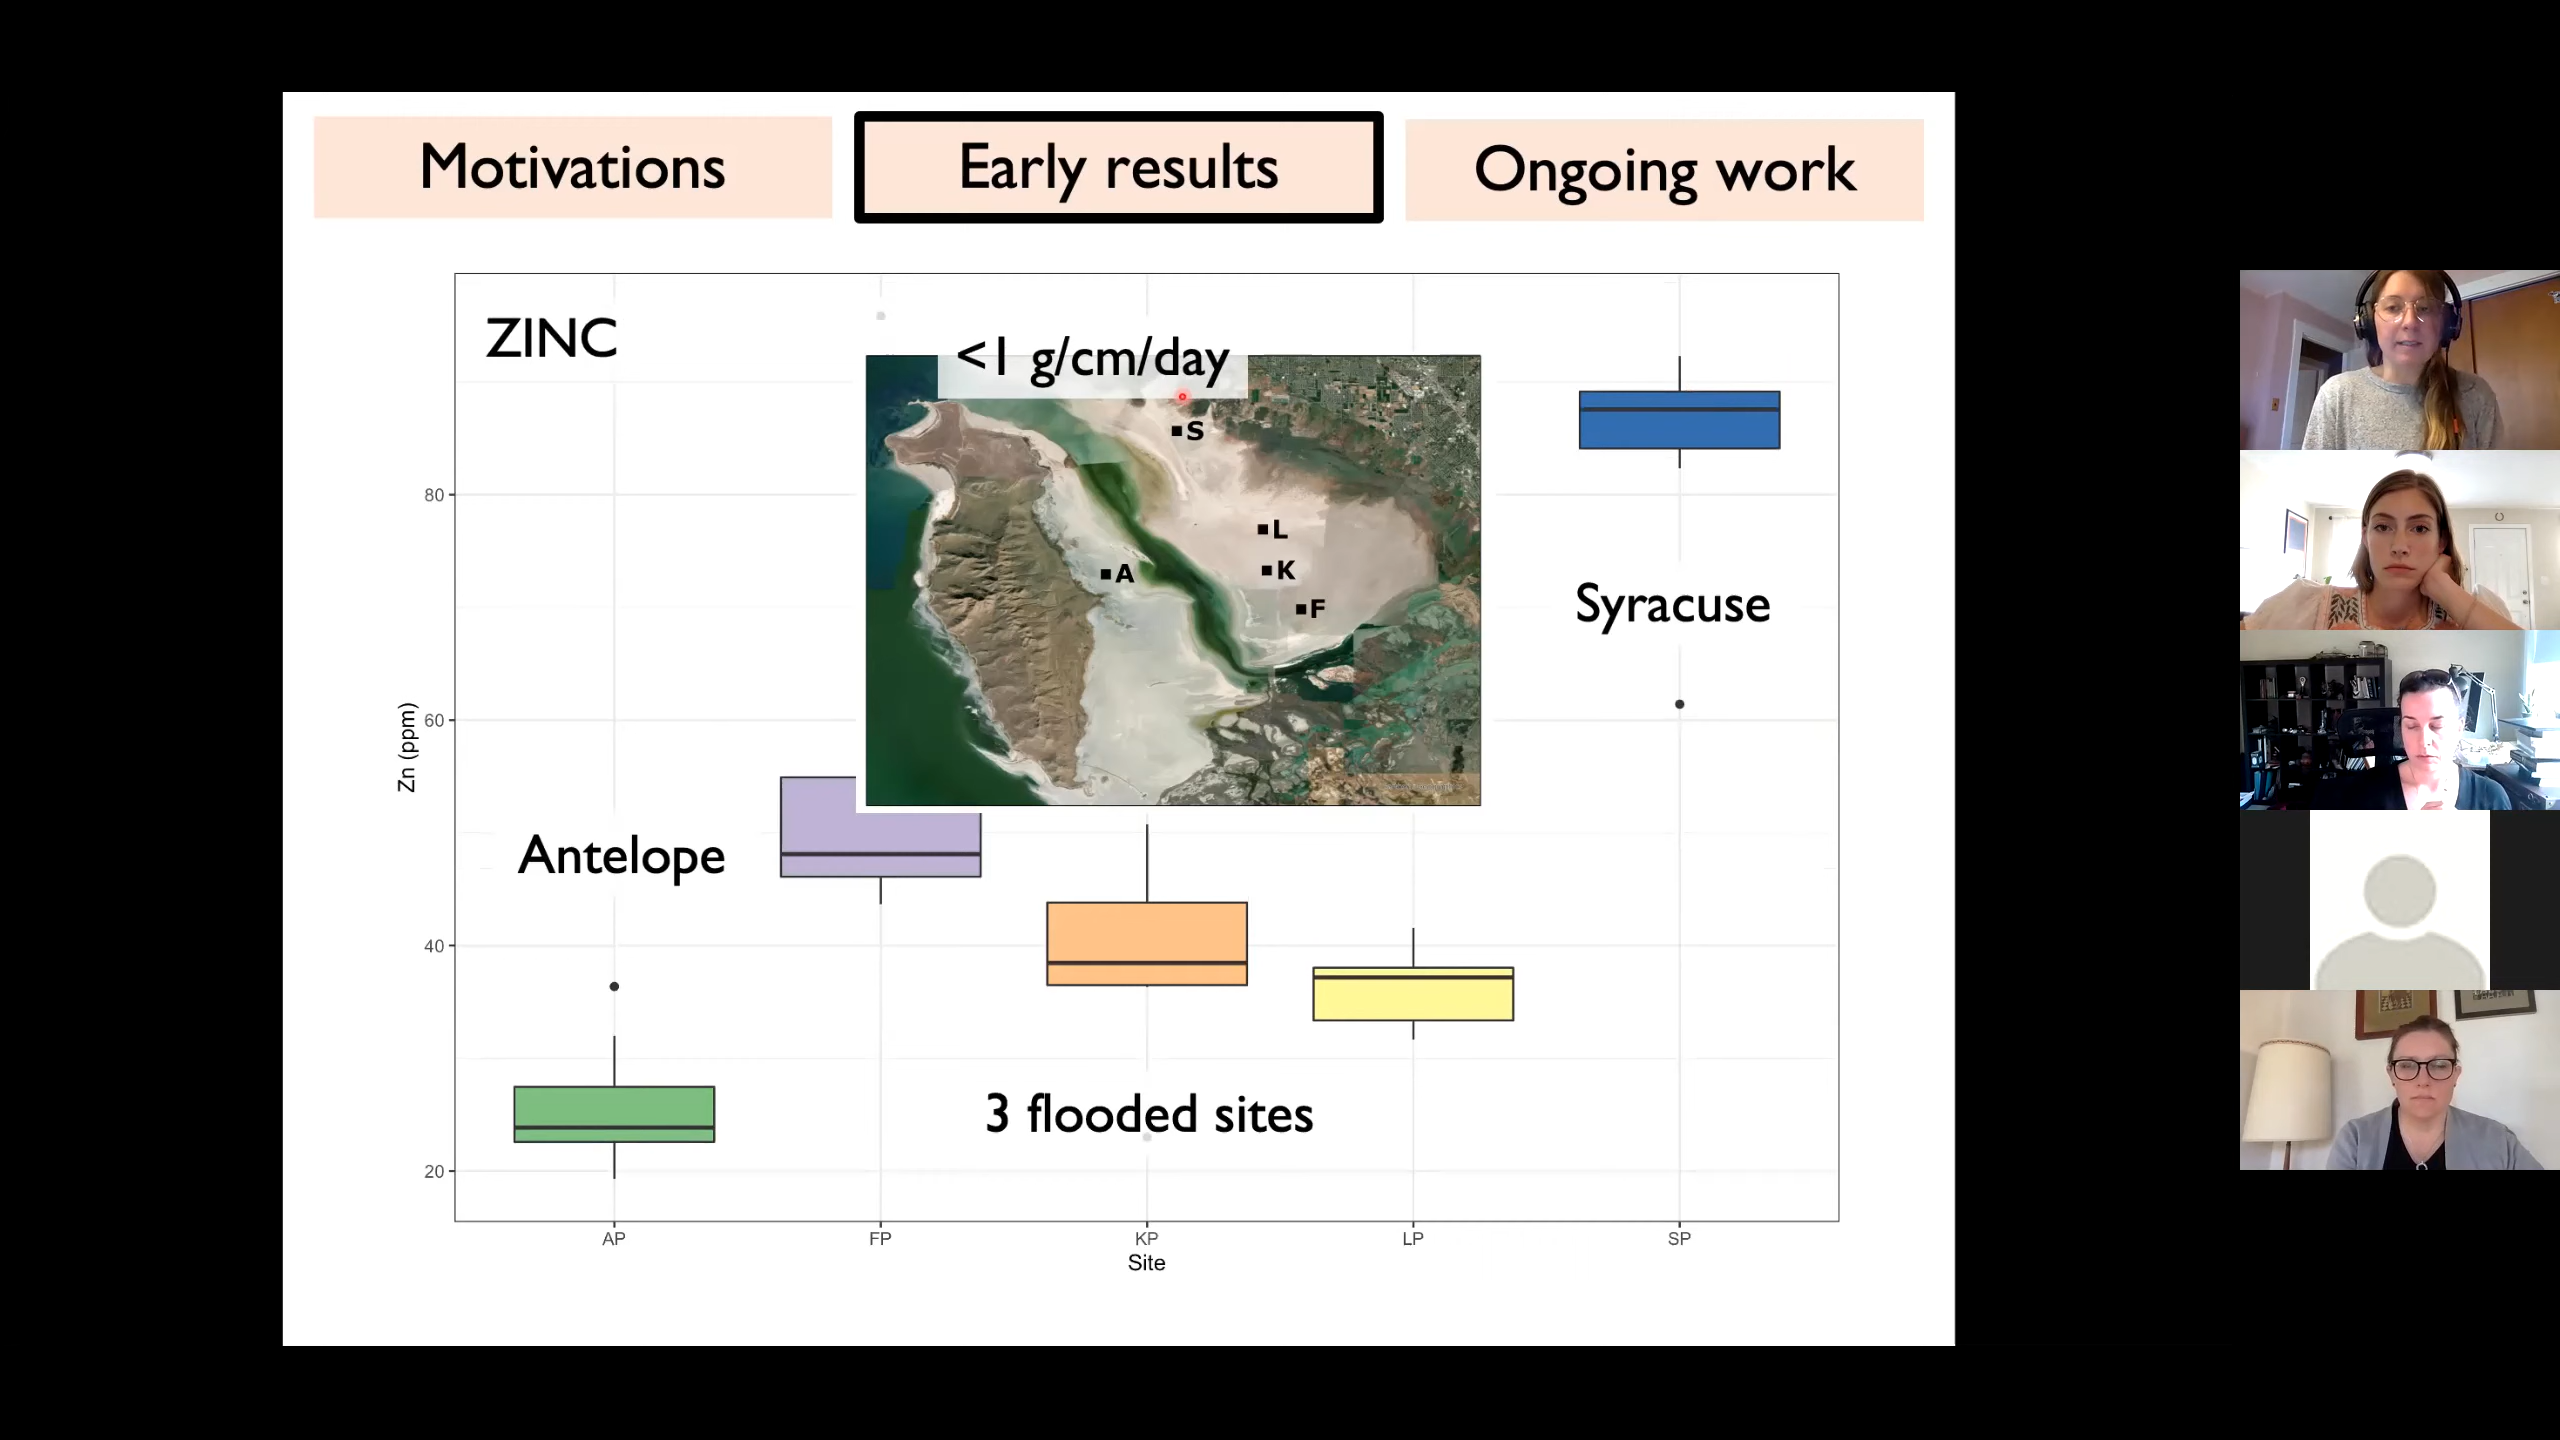 Motivations
Early results
Ongoing work
ZINC
<1 g/cm/day
S
L
K
A
F
Syracuse
Antelope
3 flooded sites
Zn (ppm)
80
60
40
20
AP
FP
KP
LP
SP
Site